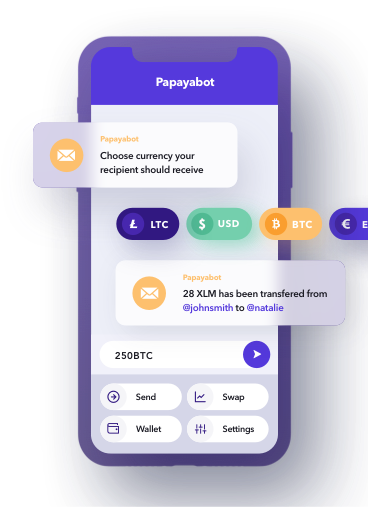 Papayabot
Papayabot
Choose currency your
recipient should receive
LTC
USD
BTC
E
Papayabot
28 XLM has been transfered from
@johnsmith to @natalie
250BTC
Send
Swap
Wallet
Settings